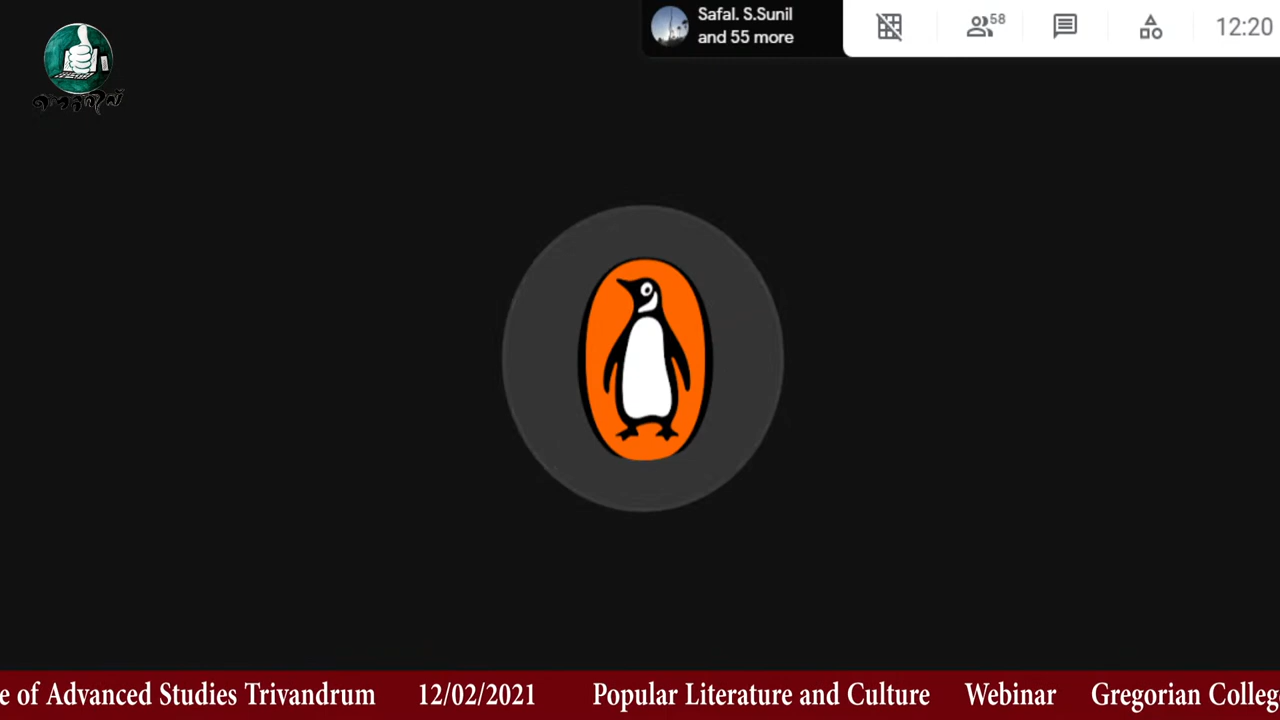 Safal. S.Sunil
and 55 more
58
12:20
e of Advanced Studies Trivandrum 12/02/2021 Popular Literature and Culture Webinar Gregorian College